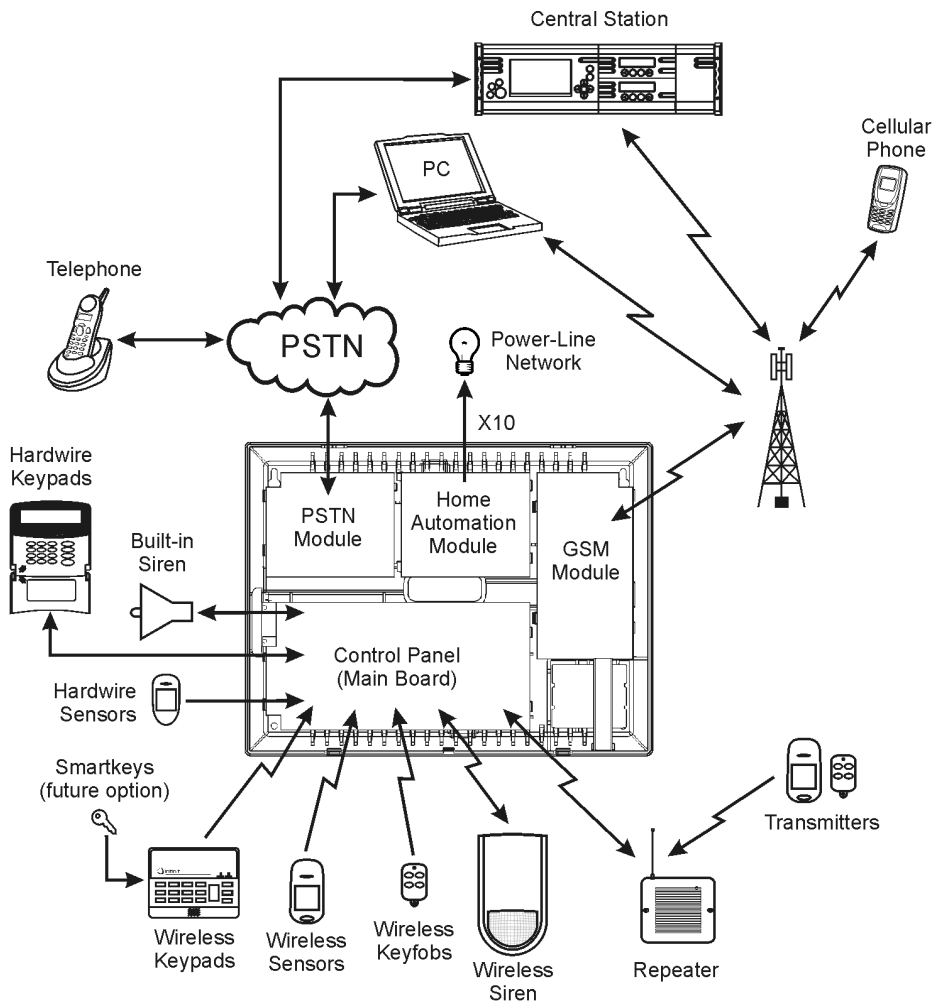 Central Station
Cellular
Phone
PC
Telephone
PSTN
Power-Line
Network
X10
Hardwire
Keypads
PSTN
Module
Home
Automation
Module
GSM
Module
Built-in
Siren
Control Panel
(Main Board)
Hardwire
Sensors
Smartkeys
(future option)
Transmitters
Wireless
Keypads
Wireless
Sensors
Wireless
Keyfobs
Wireless
Siren
Repeater